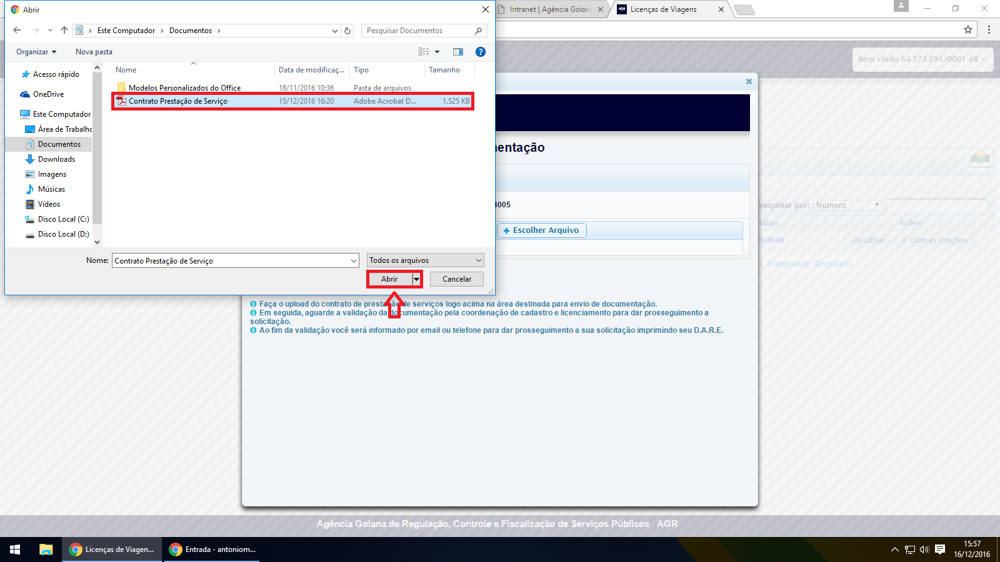 Abrir
Intranet | Agência Goiana
Licenças de Viagens
Este Computador
Documentos
Pesquisar Documentos
Organizar
Nova pasta
Bem vindo 64.373.894/0001-48
Nome
Data de modificaç...
Tipo
Tamanho
Acesso rápido
OneDrive
Este Computador
Área de Trabalho
Documentos
Downloads
Imagens
Músicas
Vídeos
Disco Local (C:)
Disco Local (D:)
Modelos Personalizados do Office 18/11/2016 10:36 Pasta de arquivos
Contrato Prestação de Serviço 15/12/2016 16:20 Adobe Acrobat D... 1.525 KB
Nome: Contrato Prestação de Serviço
Todos os arquivos
Abrir
Cancelar
mentação
4005
Escolher Arquivo
esquisar por: Número
tatus
Ações
licitada
Detalhar
Outras Opções
o, Fretamento Vinculado.
Faça o upload do contrato de prestação de serviços logo acima na área destinada para envio de documentação.
Em seguida, aguarde a validação da documentação pela coordenação de cadastro e licenciamento para dar prosseguimento a
solicitação.
Ao fim da validação você será informado por email ou telefone para dar prosseguimento a sua solicitação imprimindo seu D.A.R.E.
Agência Goiana de Regulação, Controle e Fiscalização de Serviços Públicos AGR
Licenças de Viagen...
Entrada - antoniom...
15:57
16/12/2016